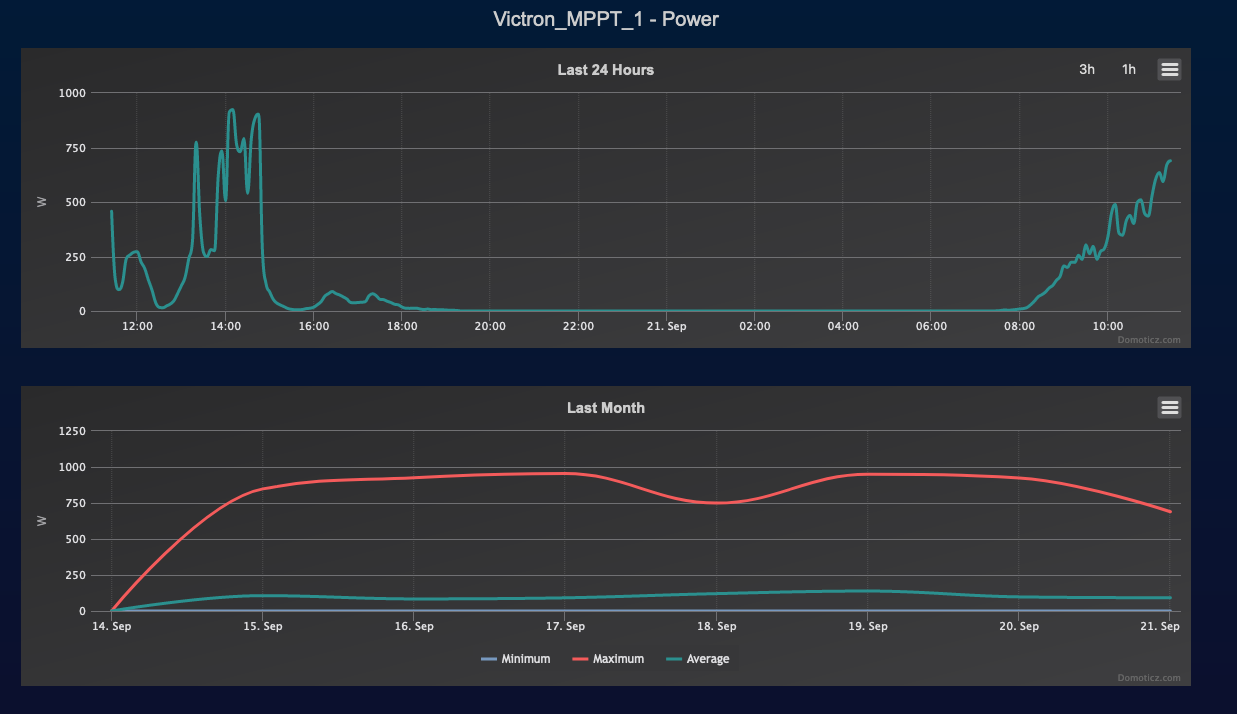 Victron_MPPT_1 - Power
Last 24 Hours
3h 1h
1000
750
500
250
0
W
12:00 14:00 16:00 18:00 20:00 22:00 21. Sep 02:00 04:00 06:00 08:00 10:00
Domoticz.com
Last Month
1250
1000
750
500
250
0
W
14. Sep 15. Sep 16. Sep 17. Sep 18. Sep 19. Sep 20. Sep 21. Sep
Minimum Maximum Average
Domoticz.com